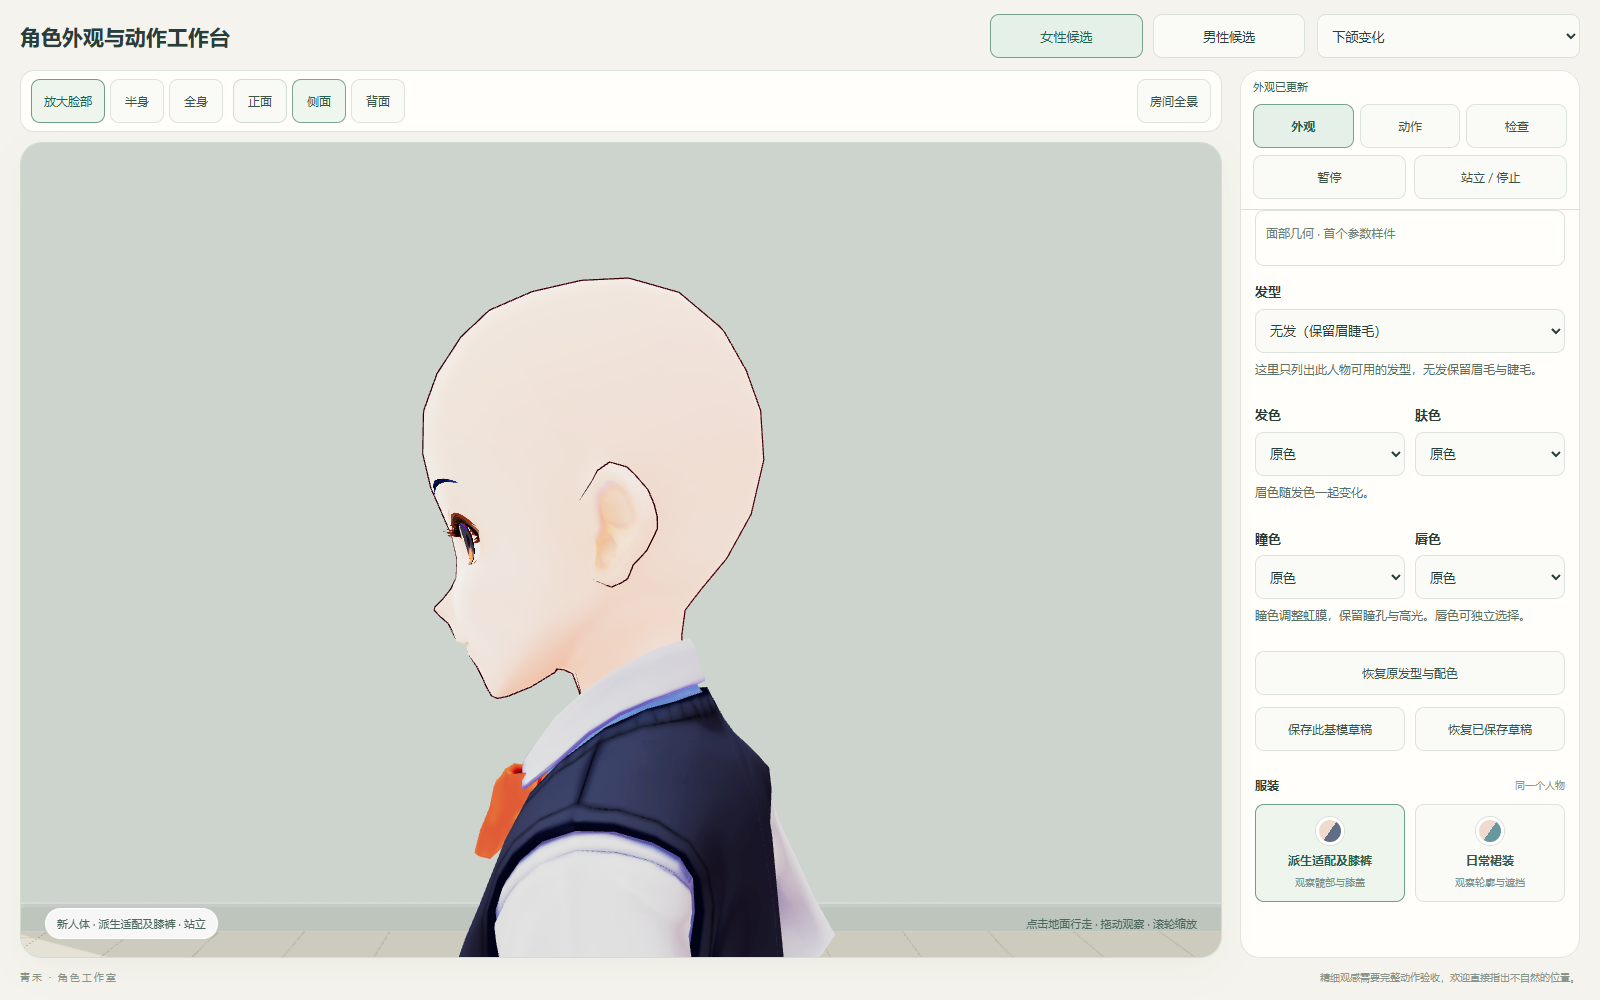 角色外观与动作工作台
女性候选
男性候选
下颌变化
放大脸部
半身
全身
正面
侧面
背面
房间全景
外观已更新
外观
动作
检查
暂停
站立 / 停止
面部几何 · 首个参数样件
发型
无发（保留眉睫毛）
这里只列出此人物可用的发型，无发保留眉毛与睫毛。
发色
肤色
原色
原色
眉色随发色一起变化。
瞳色
唇色
原色
原色
瞳色调整虹膜，保留瞳孔与高光。唇色可独立选择。
恢复原发型与配色
保存此基模草稿
恢复已保存草稿
服装
同一个人物
派生适配及膝裤
观察髋部与膝盖
日常裙装
观察轮廓与遮挡
新人体 · 派生适配及膝裤 · 站立
点击地面行走 · 拖动观察 · 滚轮缩放
青禾 · 角色工作室
精细观感需要完整动作验收，欢迎直接指出不自然的位置。